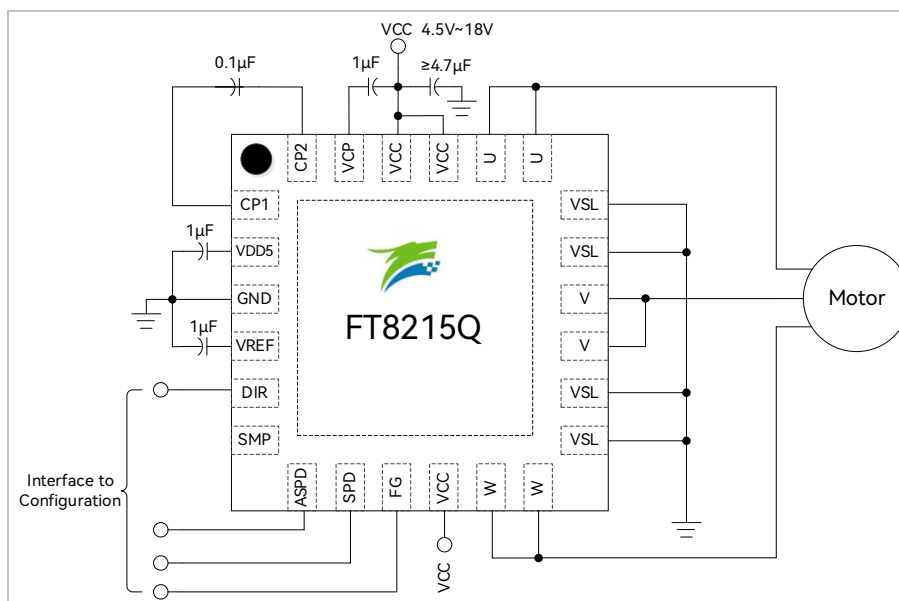 VCC 4.5V~18V
0.1μF
1μF
≥4.7μF
CP2
VCP
VCC
VCC
U
U
CP1
VDD5
GND
VREF
DIR
SMP
1μF
1μF
FT8215Q
VSL
VSL
V
V
VSL
VSL
Motor
Interface to
Configuration
ASPD
SPD
FG
VCC
W
W
VCC